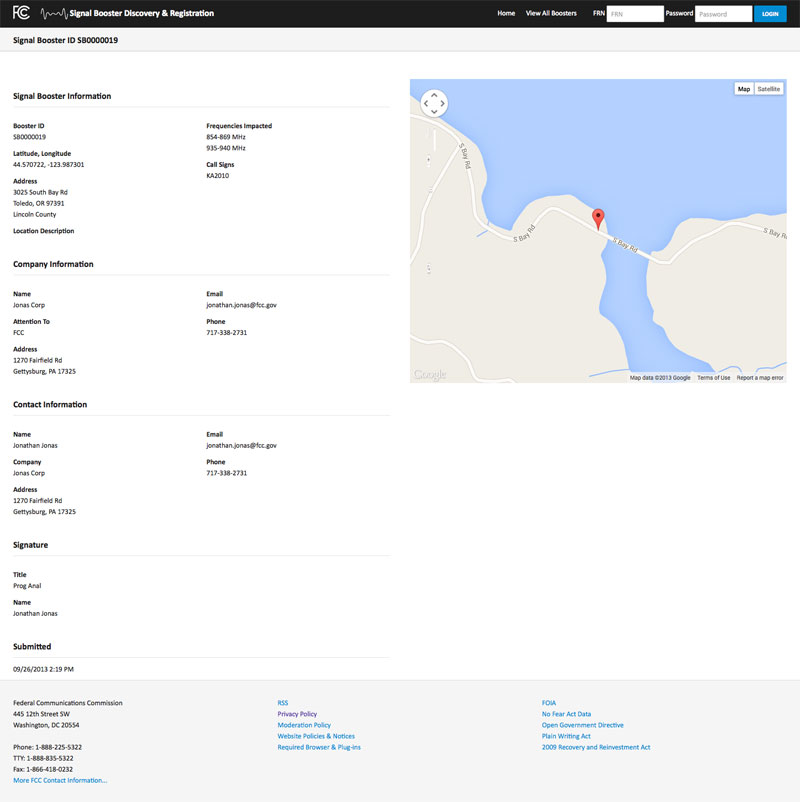 FCC Signal Booster Discovery & Registration Home View All Boosters FRN FRN Password Password LOGIN
Signal Booster ID SB0000019
Signal Booster Information
Booster ID
SB0000019
Latitude, Longitude
44.570722, -123.987301
Address
3025 South Bay Rd
Toledo, OR 97391
Lincoln County
Location Description
Frequencies Impacted
854-869 MHz
935-940 MHz
Call Signs
KA2010
Company Information
Name
Jonas Corp
Attention To
FCC
Address
1270 Fairfield Rd
Gettysburg, PA 17325
Email
jonathan.jonas@fcc.gov
Phone
717-338-2731
Contact Information
Name
Jonathan Jonas
Company
Jonas Corp
Address
1270 Fairfield Rd
Gettysburg, PA 17325
Email
jonathan.jonas@fcc.gov
Phone
717-338-2731
Signature
Title
Prog Anal
Name
Jonathan Jonas
Submitted
09/26/2013 2:19 PM
Map Satellite
S Bay Rd
S Bay Rd
S Bay Rd
S Bay Rd
Google
Map data ©2013 Google Terms of Use Report a map error
Federal Communications Commission
445 12th Street SW
Washington, DC 20554
Phone: 1-888-225-5322
TTY: 1-888-835-5322
Fax: 1-866-418-0232
More FCC Contact Information...
RSS
Privacy Policy
Moderation Policy
Website Policies & Notices
Required Browser & Plug-ins
FOIA
No Fear Act Data
Open Government Directive
Plain Writing Act
2009 Recovery and Reinvestment Act